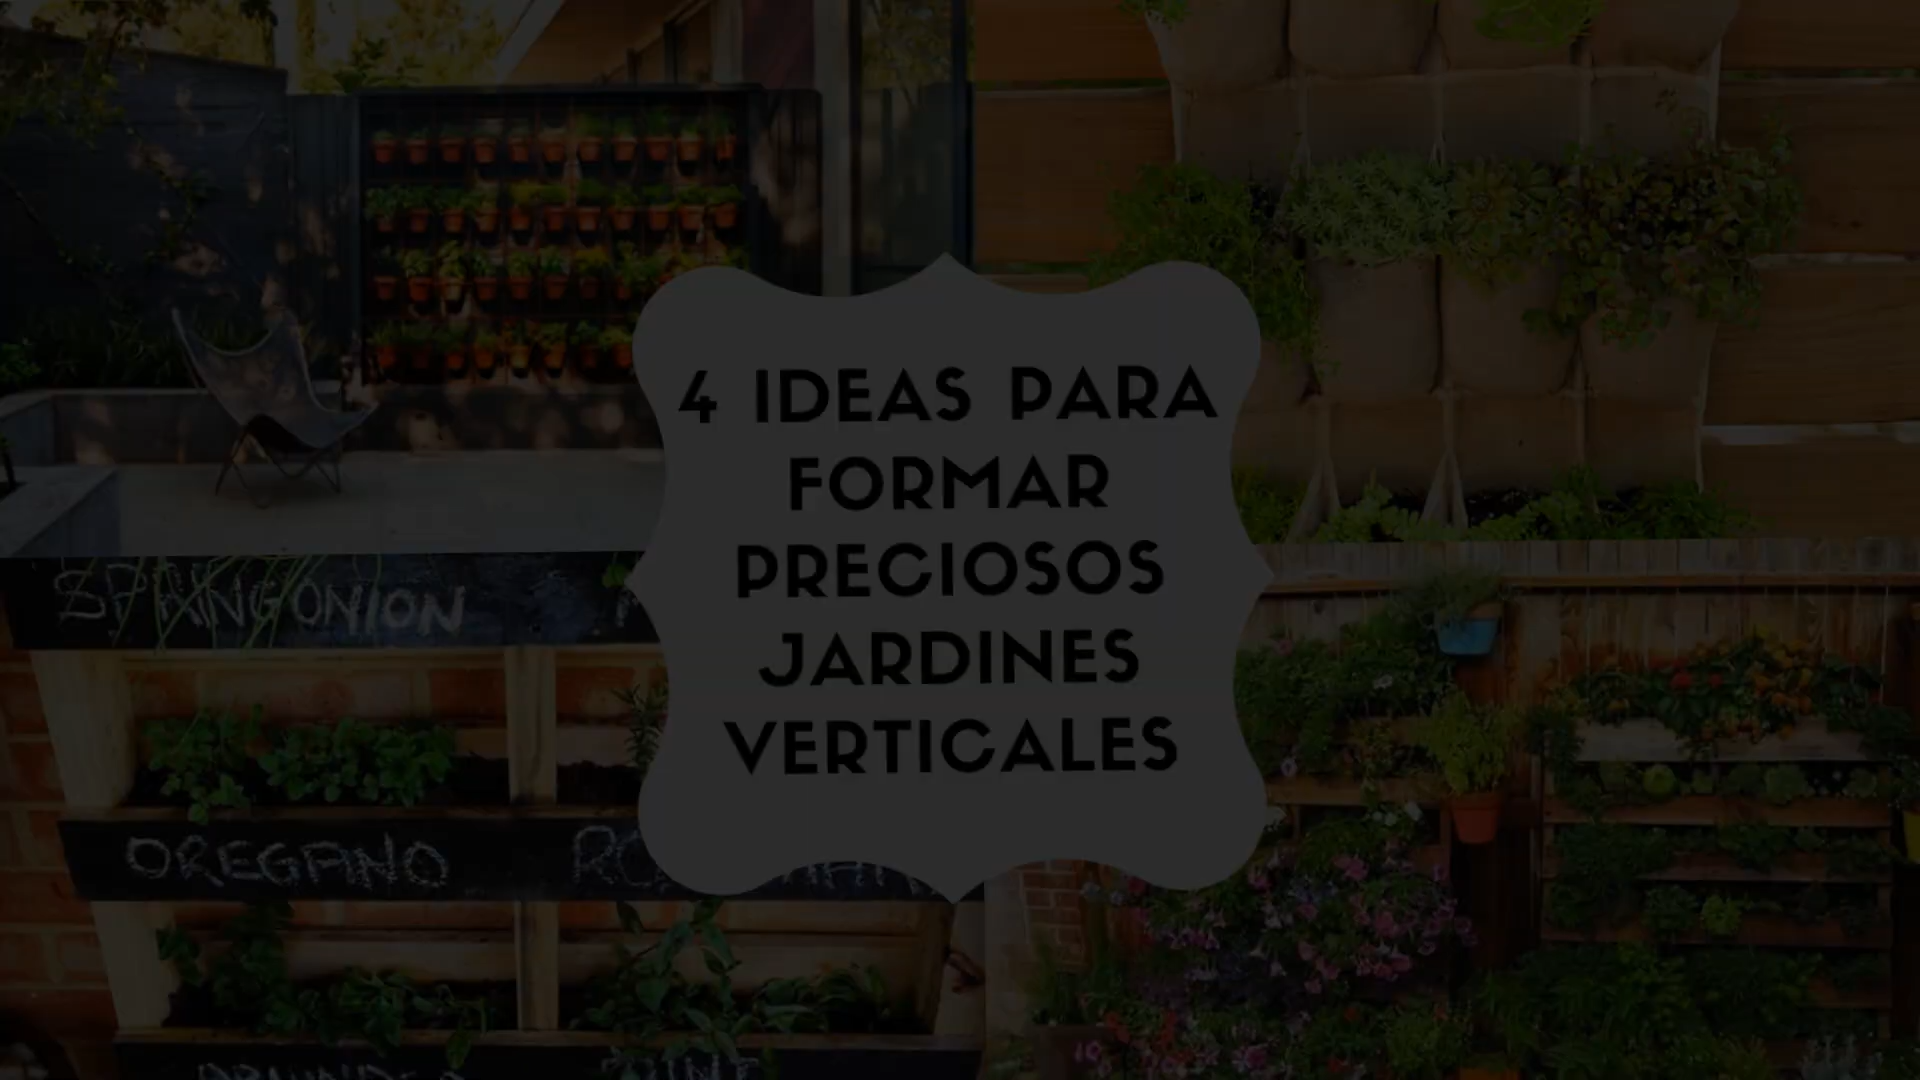 4 IDEAS PARA
FORMAR
PRECIOSOS
JARDINES
VERTICALES
SPRING ONION
OREGANO